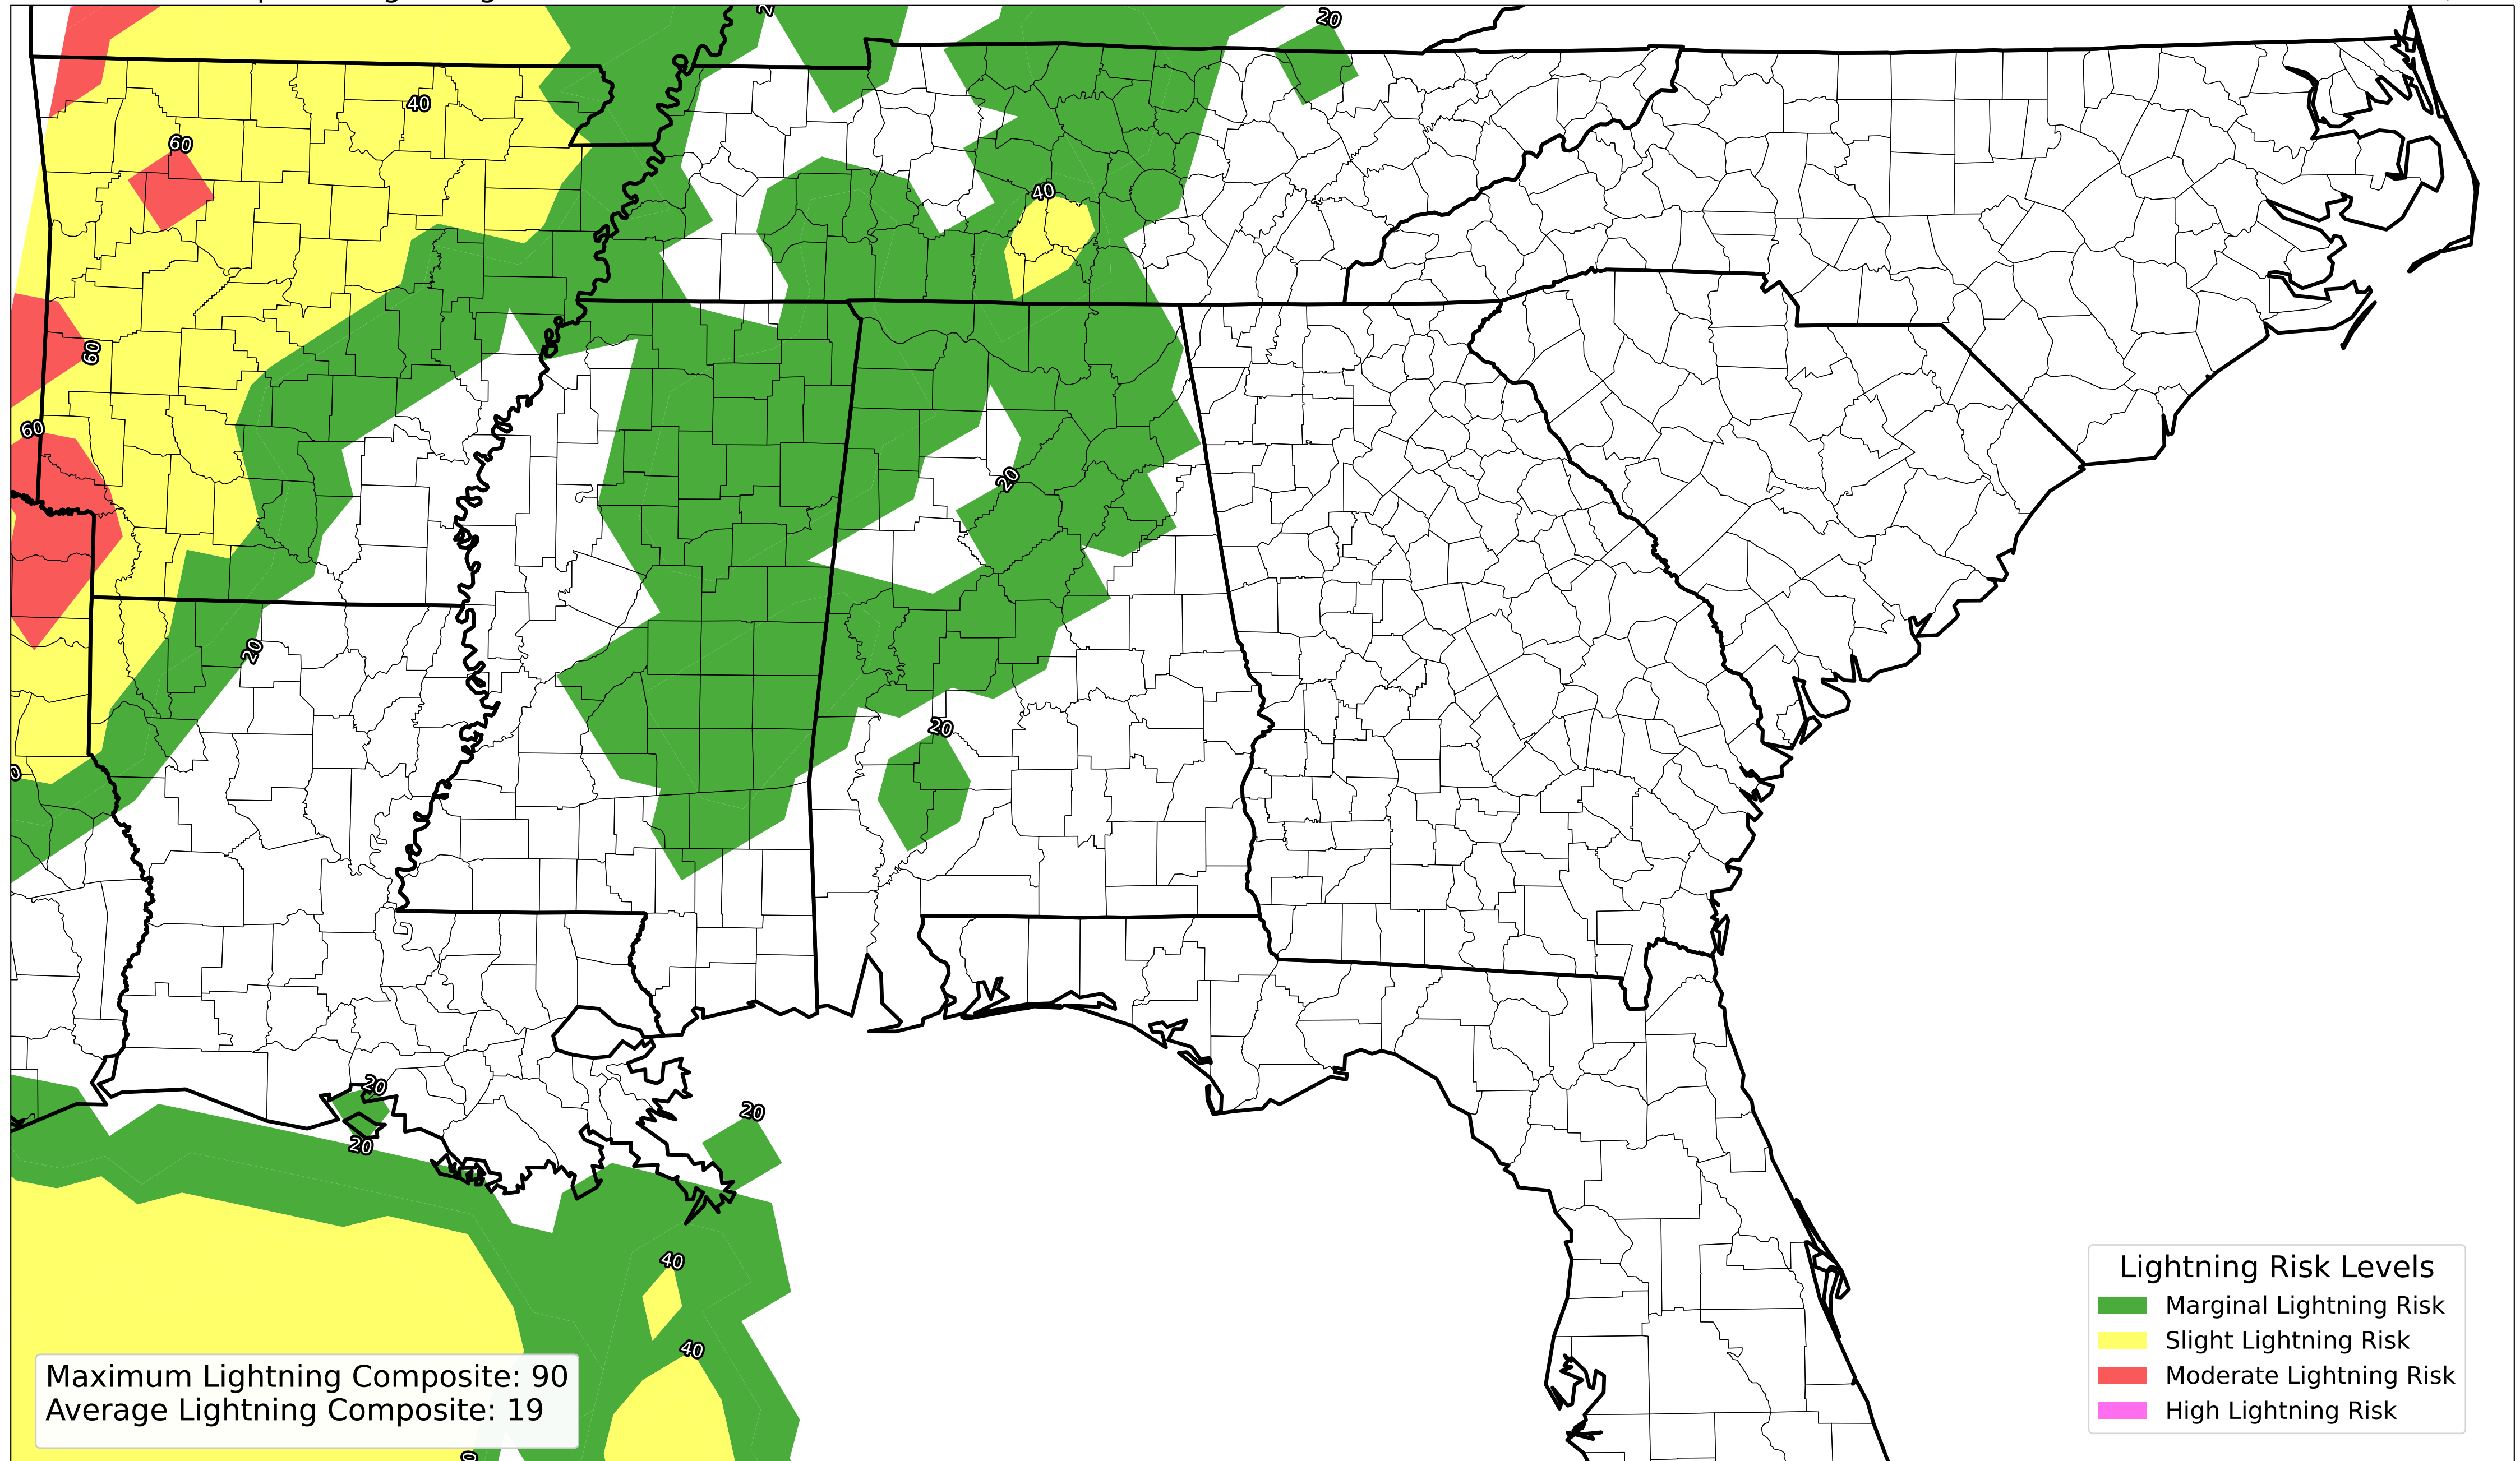 20
20
40
60
40
60
60
20
20
20
20
20
20
40
40
Lightning Risk Levels
Marginal Lightning Risk
Slight Lightning Risk
Moderate Lightning Risk
High Lightning Risk
Maximum Lightning Composite: 90
Average Lightning Composite: 19